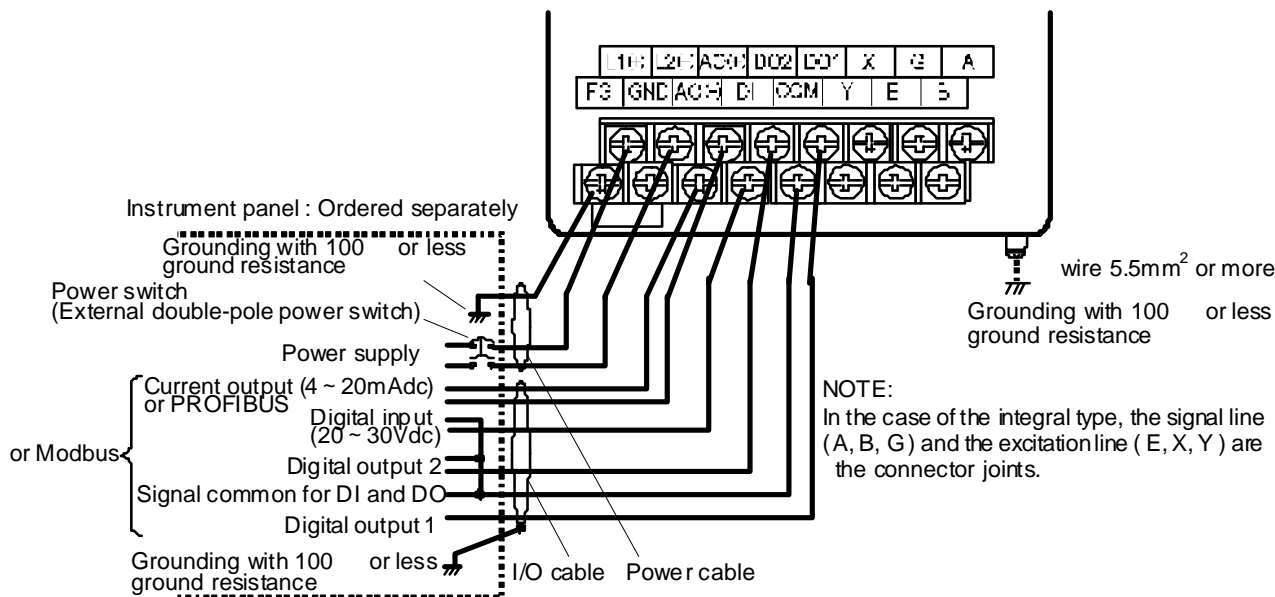 L1(+) L2(-) AO(+) DO2 DO1 X G A
FG GND AO(-) DI COM Y E B
Instrument panel : Ordered separately
Grounding with 100 or less
ground resistance
Power switch
(External double-pole power switch)
Power supply
Current output (4 ~ 20mAdc)
or PROFIBUS
Digital input
(20 ~ 30Vdc)
or Modbus
Digital output 2
Signal common for DI and DO
Digital output 1
Grounding with 100 or less
ground resistance
I/O cable Power cable
wire 5.5mm² or more
Grounding with 100 or less
ground resistance
NOTE:
In the case of the integral type, the signal line
( A, B, G ) and the excitation line ( E, X, Y ) are
the connector joints.